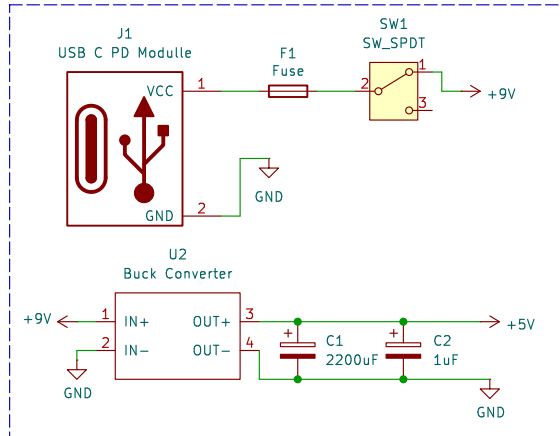 J1
USB C PD Modulle
VCC
1
GND
2
F1
Fuse
SW1
SW_SPDT
2
1
3
+9V
GND
U2
Buck Converter
+9V
1
IN+
OUT+
3
2
IN-
OUT-
4
GND
+
C1
2200uF
+
C2
1uF
+5V
GND